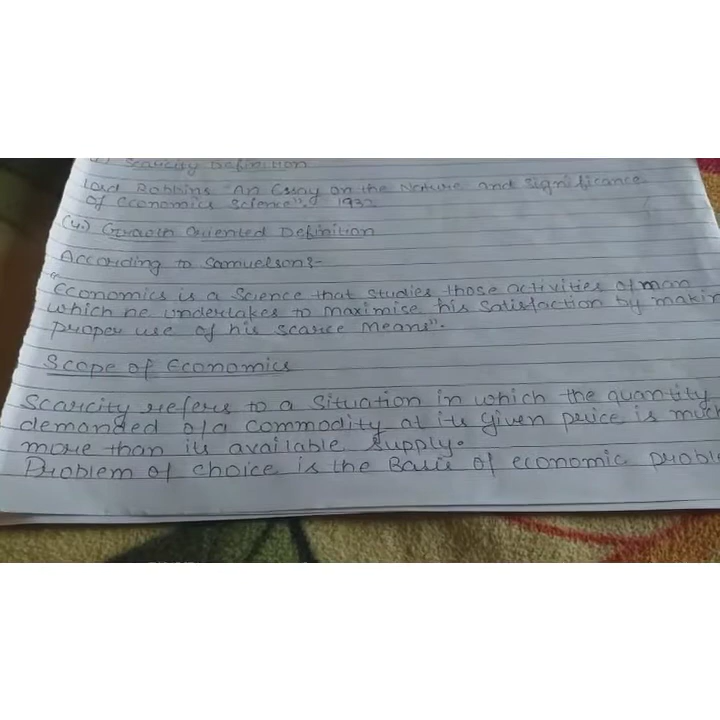 Scarcity Definition
Lord Robbins "An Essay on the Nature and significance
of Economics Science". 1932
(4.) Growth Oriented Definition
According to Samuelson:-
"Economics is a Science that studies those activities of man
which he undertakes to maximise his Satisfaction by makin
proper use of his scarce means".
Scope of Economics
Scarcity refers to a Situation in which the quantity
demanded of a Commodity at its given price is much
more than its available Supply.
Problem of choice is the Basis of economic proble